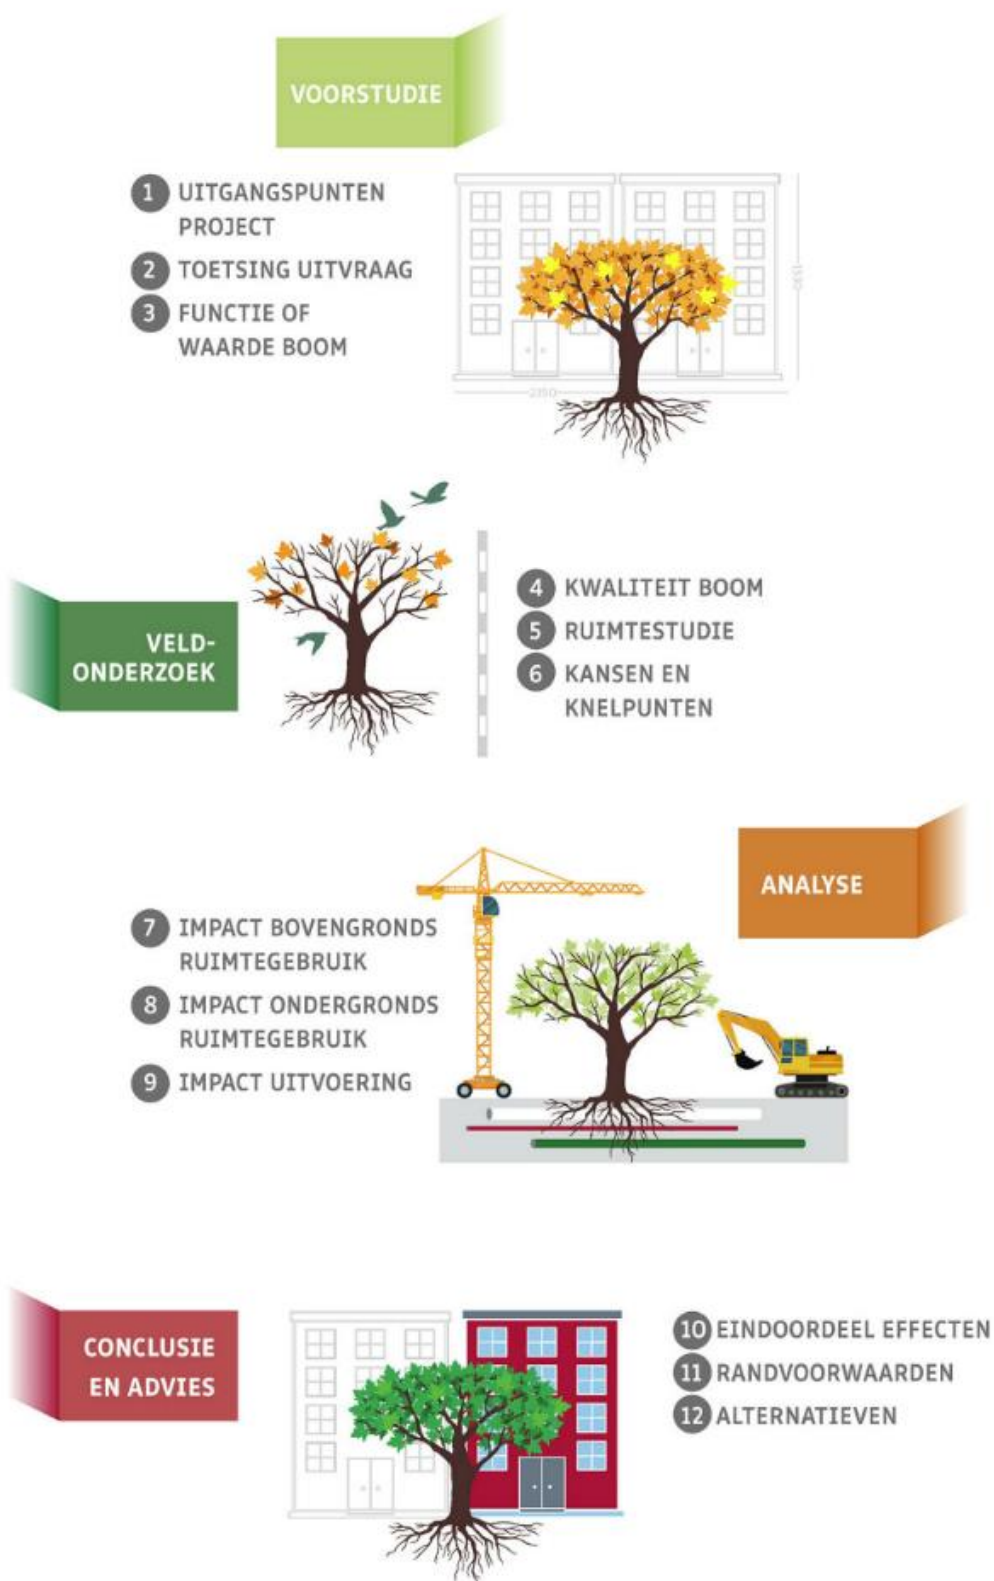 VOORSTUDIE
1 UITGANGSPUNTEN
PROJECT
2 TOETSING UITVRAAG
3 FUNCTIE OF
WAARDE BOOM
VELD-
ONDERZOEK
4 KWALITEIT BOOM
5 RUIMTESTUDIE
6 KANSEN EN
KNELPUNTEN
ANALYSE
7 IMPACT BOVENGRONDS
RUIMTEGEBRUIK
8 IMPACT ONDERGRONDS
RUIMTEGEBRUIK
9 IMPACT UITVOERING
CONCLUSIE
EN ADVIES
10 EINDOORDEEL EFFECTEN
11 RANDVOORWAARDEN
12 ALTERNATIEVEN